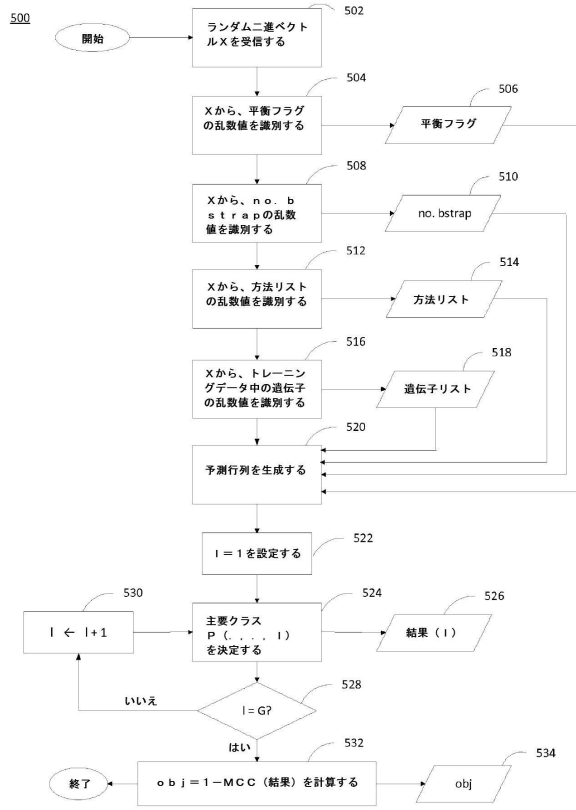 500
開始
ランダム二進ベクト
ルXを受信する
502
Xから、平衡フラグ
の乱数値を識別する
504
平衡フラグ
506
Xから、no.b
strapの乱数
値を識別する
508
no. bstrap
510
Xから、方法リスト
の乱数値を識別する
512
方法リスト
514
Xから、トレーニン
グデータ中の遺伝子
の乱数値を識別する
516
遺伝子リスト
518
予測行列を生成する
520
I=1を設定する
522
530
I ← I+1
主要クラス
P(....,I)
を決定する
524
結果(I)
526
いいえ
I = G?
528
はい
終了
obj=1-MCC(結果)を計算する
532
obj
534